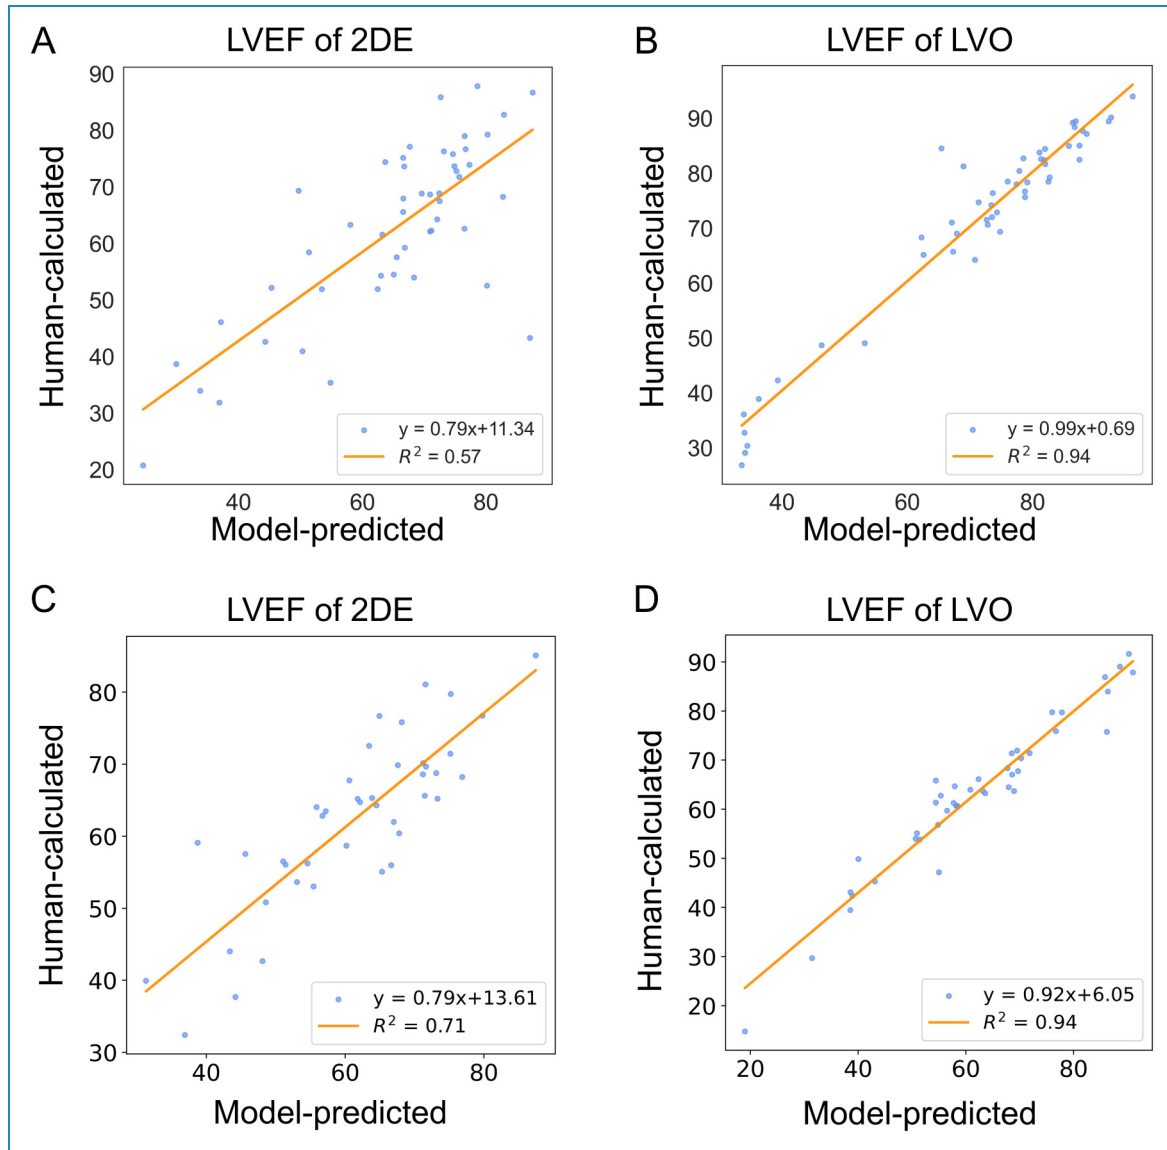 A
LVEF of 2DE
Human-calculated
90
80
70
60
50
40
30
20
y = 0.79x+11.34
R² = 0.57
40 60 80
Model-predicted
B
LVEF of LVO
Human-calculated
90
80
70
60
50
40
30
y = 0.99x+0.69
R² = 0.94
40 60 80
Model-predicted
C
LVEF of 2DE
Human-calculated
80
70
60
50
40
30
y = 0.79x+13.61
R² = 0.71
40 60 80
Model-predicted
D
LVEF of LVO
Human-calculated
90
80
70
60
50
40
30
20
y = 0.92x+6.05
R² = 0.94
20 40 60 80
Model-predicted